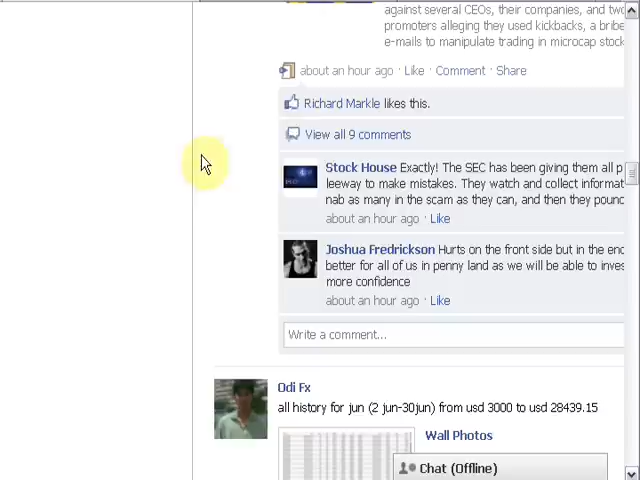 against several CEOs, their companies, and two
promoters alleging they used kickbacks, a bribe
e-mails to manipulate trading in microcap stock
about an hour ago · Like · Comment · Share
Richard Markle likes this.
View all 9 comments
Stock House Exactly! The SEC has been giving them all p
leeway to make mistakes. They watch and collect informat
nab as many in the scam as they can, and then they pound
about an hour ago · Like
Joshua Fredrickson Hurts on the front side but in the end
better for all of us in penny land as we will be able to inves
more confidence
about an hour ago · Like
Write a comment...
Odi Fx
all history for jun (2 jun-30jun) from usd 3000 to usd 28439.15
Wall Photos
Chat (Offline)